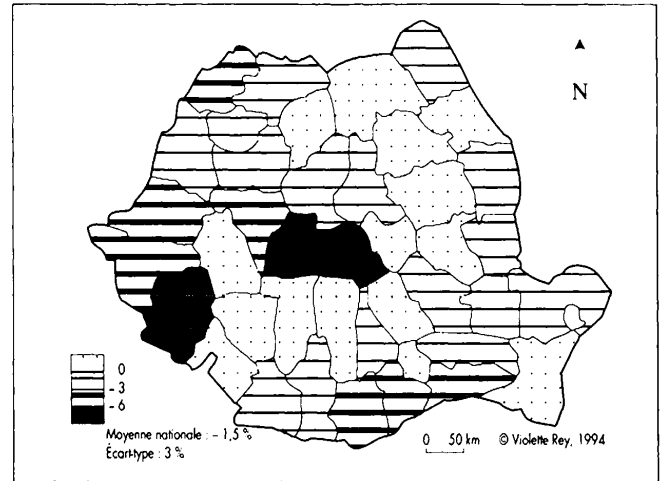 N
0
- 3
- 6
Moyenne nationale : - 1,5 %
Écart-type : 3 %
0 50 km © Violette Rey, 1994